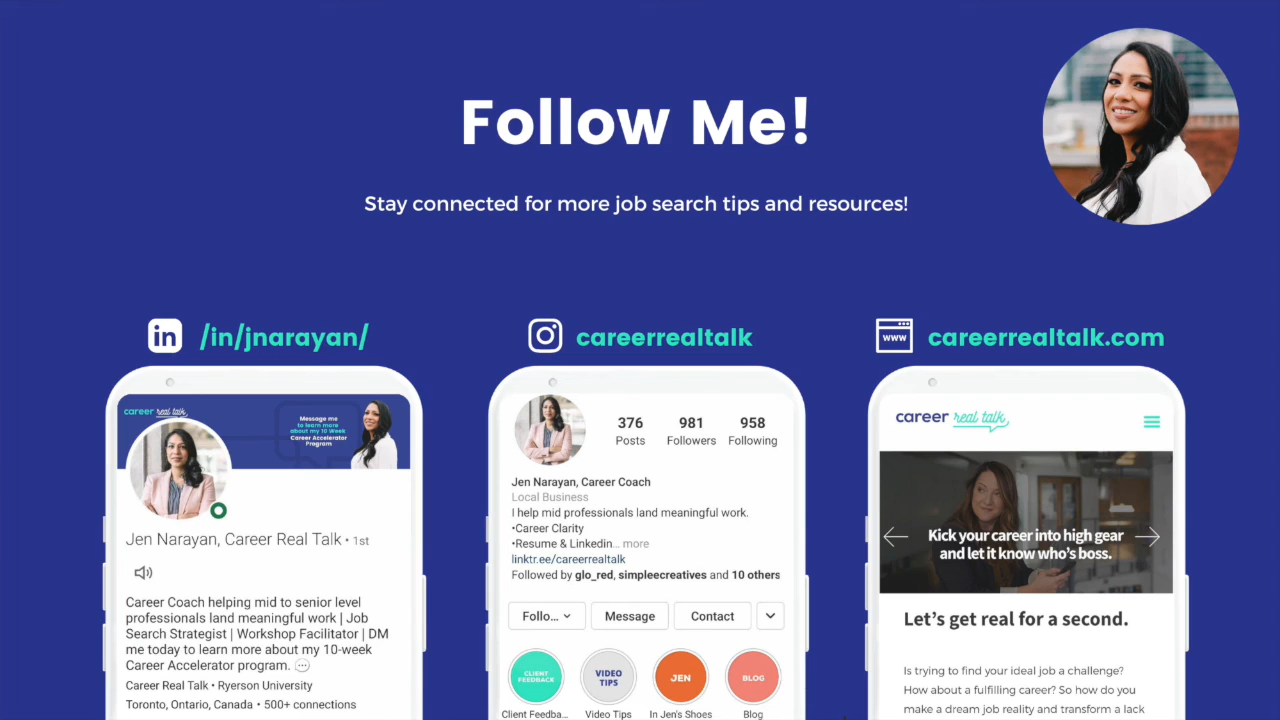 Follow Me!
Stay connected for more job search tips and resources!
in /in/jnarayan/
careerrealtalk
www careerrealtalk.com
career real talk
Message me
to learn more
about my 10 Week
Career Accelerator
Program
Jen Narayan, Career Real Talk • 1st
Career Coach helping mid to senior level
professionals land meaningful work | Job
Search Strategist | Workshop Facilitator | DM
me today to learn more about my 10-week
Career Accelerator program.
Career Real Talk • Ryerson University
Toronto, Ontario, Canada • 500+ connections
376 981 958
Posts Followers Following
Jen Narayan, Career Coach
Local Business
I help mid professionals land meaningful work.
•Career Clarity
•Resume & Linkedin... more
linktr.ee/careerrealtalk
Followed by glo_red, simpleecreatives and 10 others
Follo... Message Contact
CLIENT
FEEDBACK
VIDEO
TIPS
JEN
BLOG
Client Feedba... Video Tips In Jen's Shoes Blog
career real talk
Kick your career into high gear
and let it know who's boss.
Let's get real for a second.
Is trying to find your ideal job a challenge?
How about a fulfilling career? So how do you
make a dream job reality and transform a lack